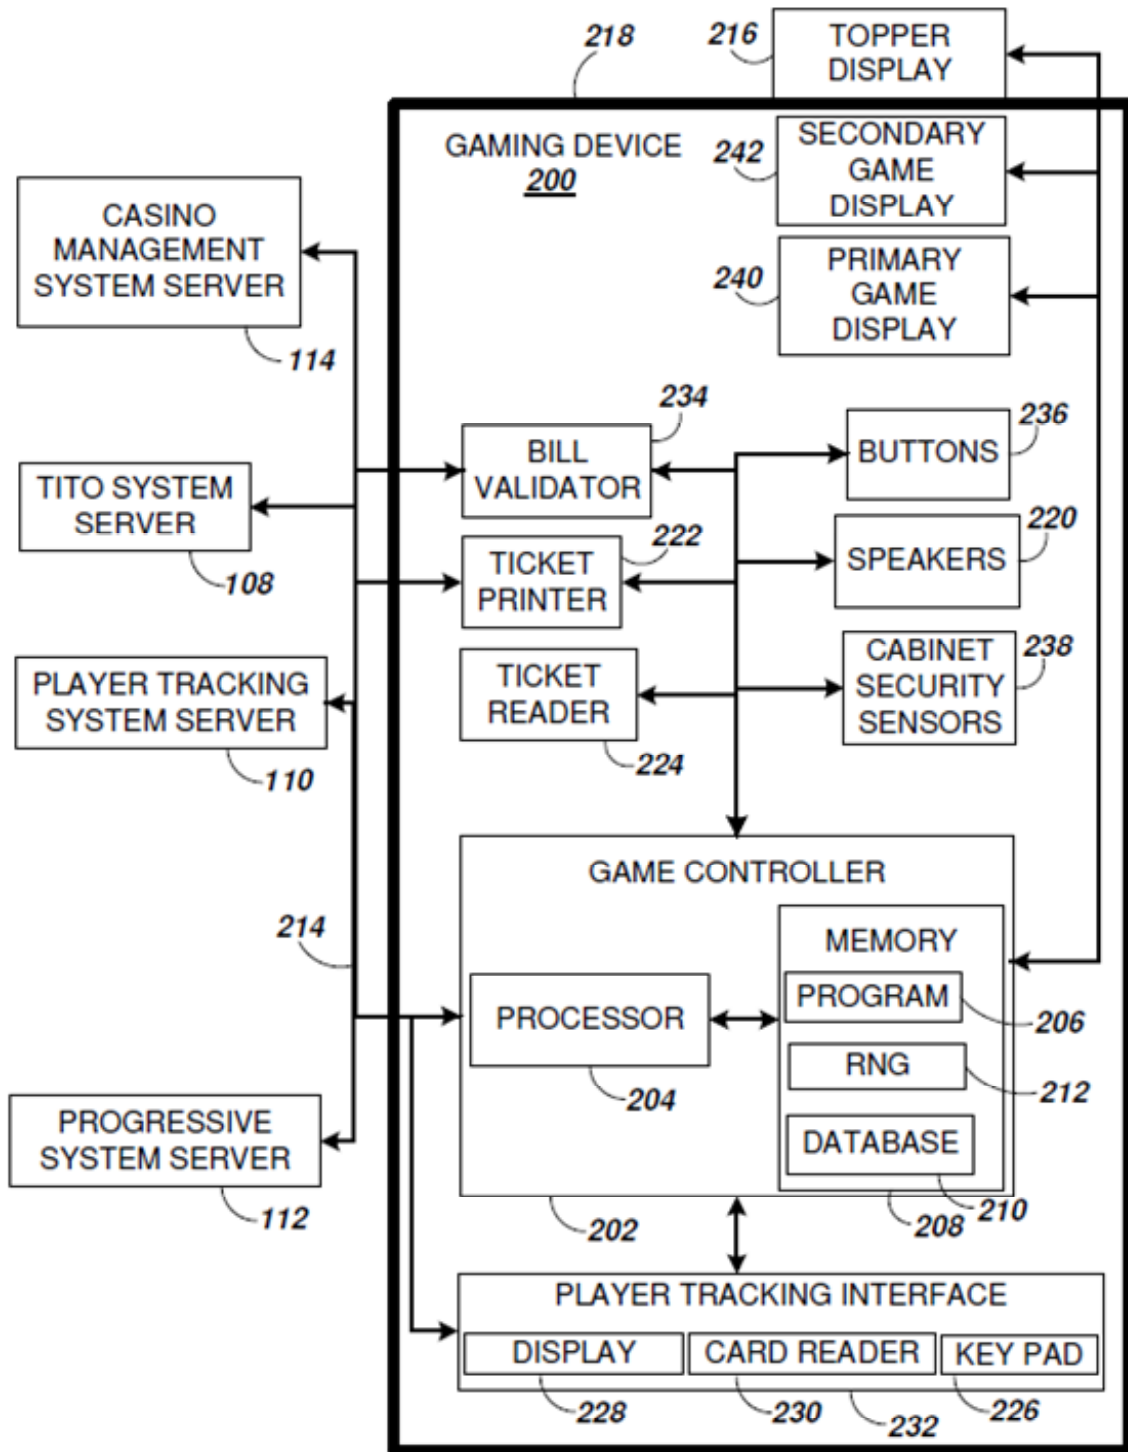 218
216
TOPPER
DISPLAY
GAMING DEVICE
200
242
SECONDARY
GAME
DISPLAY
CASINO
MANAGEMENT
SYSTEM SERVER
114
240
PRIMARY
GAME
DISPLAY
234
BILL
VALIDATOR
236
BUTTONS
TITO SYSTEM
SERVER
108
222
TICKET
PRINTER
220
SPEAKERS
PLAYER TRACKING
SYSTEM SERVER
110
TICKET
READER
224
CABINET
SECURITY
SENSORS
238
GAME CONTROLLER
214
MEMORY
PROGRAM
206
PROCESSOR
204
RNG
212
DATABASE
210
208
202
PROGRESSIVE
SYSTEM SERVER
112
PLAYER TRACKING INTERFACE
DISPLAY
CARD READER
KEY PAD
228
230
232
226